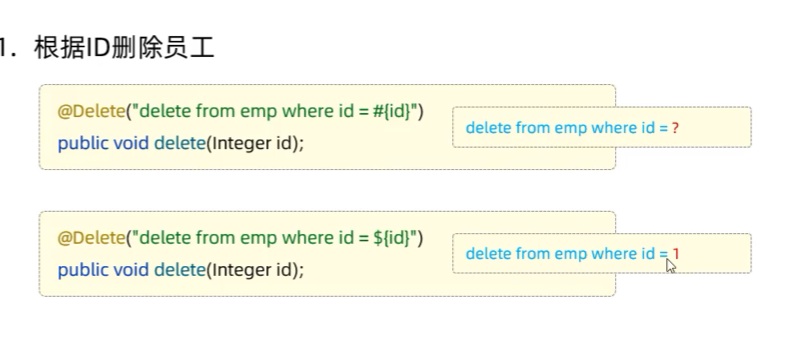 1. 根据ID删除员工
@Delete("delete from emp where id = #{id}")
public void delete(Integer id);
delete from emp where id = ?
@Delete("delete from emp where id = ${id}")
public void delete(Integer id);
delete from emp where id = 1